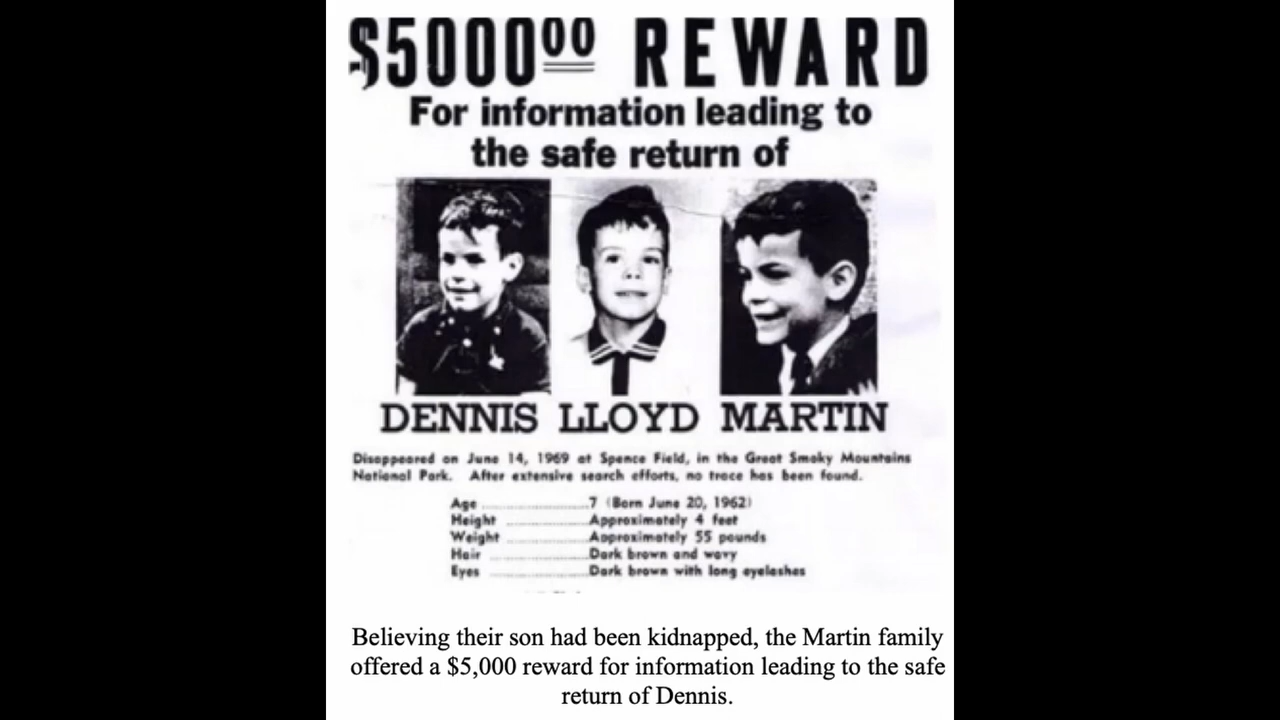 $5000⁰⁰ REWARD
For information leading to
the safe return of
DENNIS LLOYD MARTIN
Disappeared on June 14, 1969 at Spence Field, in the Great Smoky Mountains
National Park. After extensive search efforts, no trace has been found.
Age ........................7 (Born June 20, 1962)
Height ..................Approximately 4 feet
Weight ..................Approximately 55 pounds
Hair ......................Dark brown and wavy
Eyes ......................Dark brown with long eyelashes
Believing their son had been kidnapped, the Martin family
offered a $5,000 reward for information leading to the safe
return of Dennis.